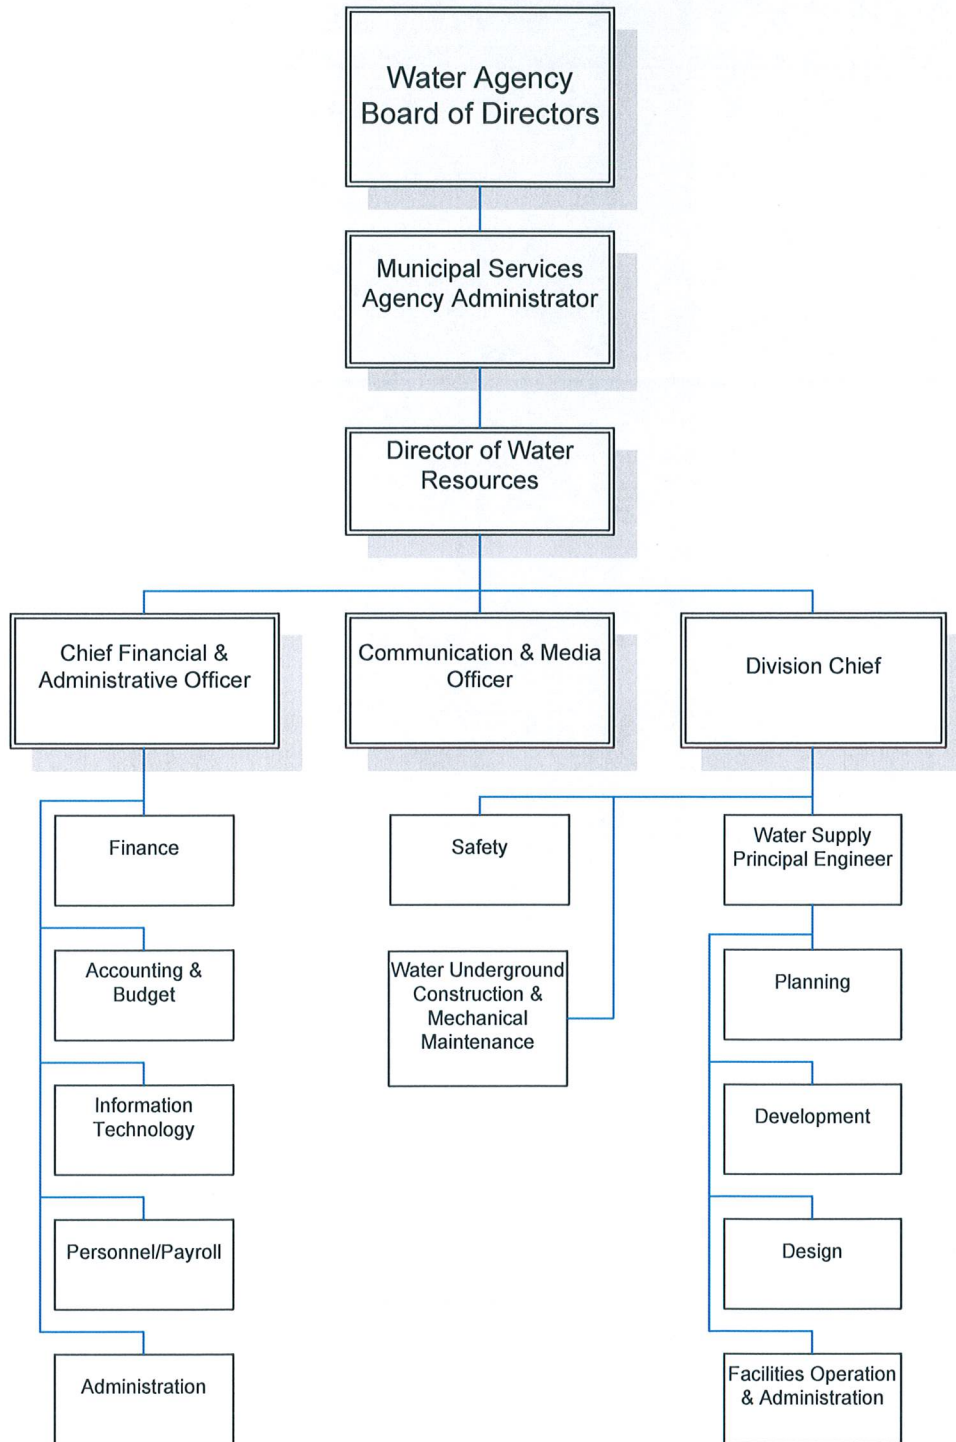 Water Agency
Board of Directors
Municipal Services
Agency Administrator
Director of Water
Resources
Chief Financial &
Administrative Officer
Communication & Media
Officer
Division Chief
Finance
Accounting &
Budget
Information
Technology
Personnel/Payroll
Administration
Safety
Water Underground
Construction &
Mechanical
Maintenance
Water Supply
Principal Engineer
Planning
Development
Design
Facilities Operation
& Administration